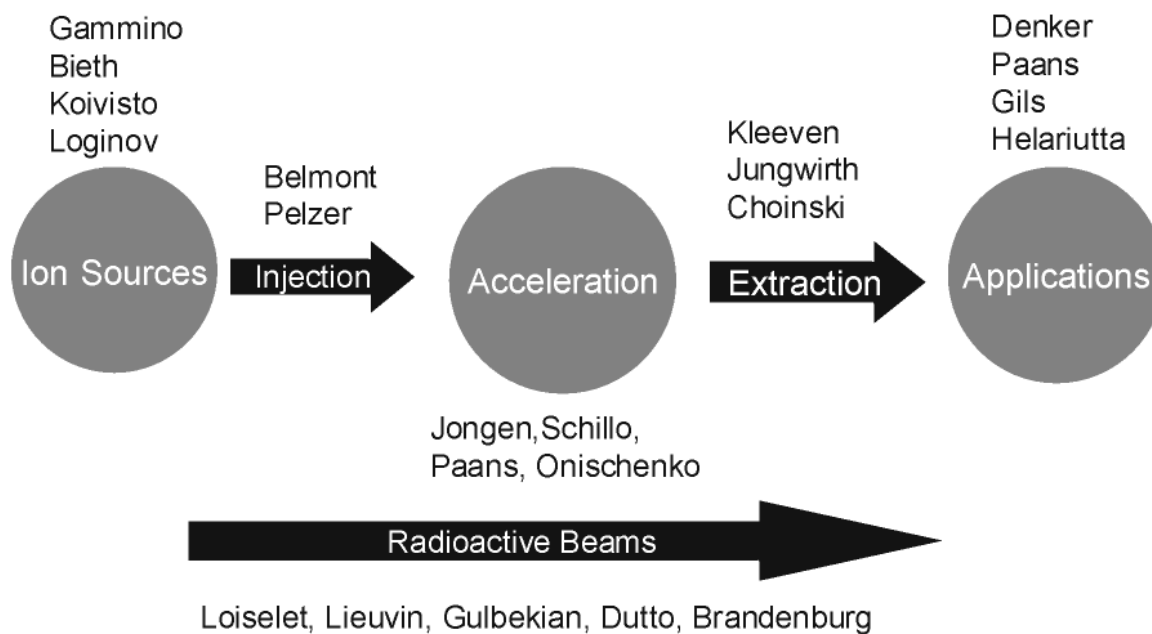 Gammino
Bieth
Koivisto
Loginov
Ion Sources
Belmont
Pelzer
Injection
Acceleration
Jongen,Schillo,
Paans, Onischenko
Kleeven
Jungwirth
Choinski
Extraction
Denker
Paans
Gils
Helariutta
Applications
Radioactive Beams
Loiselet, Lieuvin, Gulbekian, Dutto, Brandenburg